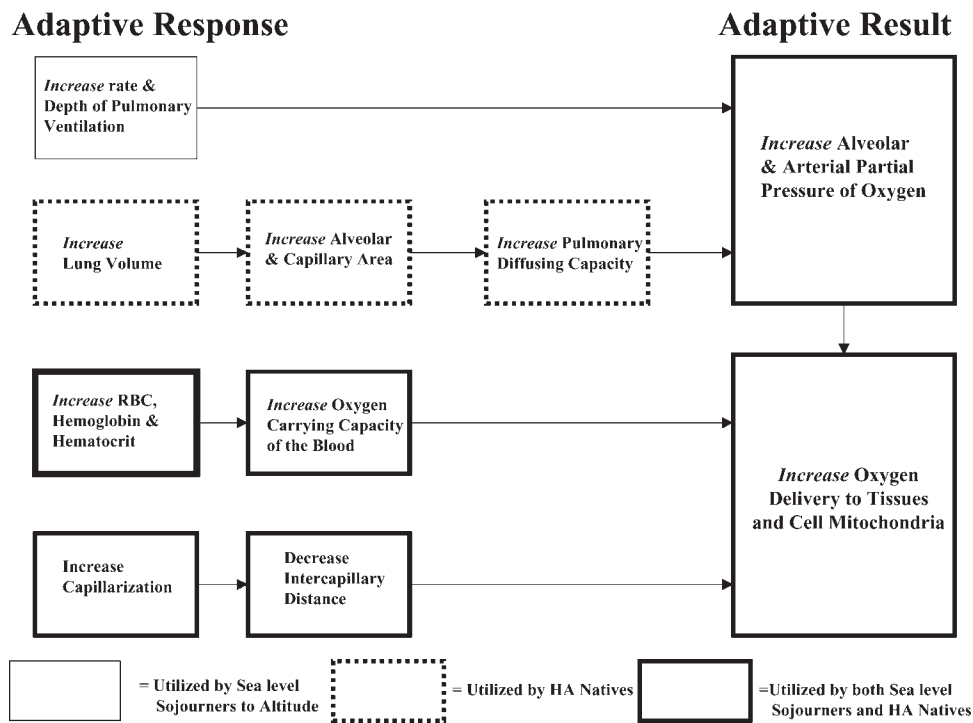 Adaptive Response
Adaptive Result
Increase rate &
Depth of Pulmonary
Ventilation
Increase Alveolar
& Arterial Partial
Pressure of Oxygen
Increase
Lung Volume
Increase Alveolar
& Capillary Area
Increase Pulmonary
Diffusing Capacity
Increase RBC,
Hemoglobin &
Hematocrit
Increase Oxygen
Carrying Capacity
of the Blood
Increase Oxygen
Delivery to Tissues
and Cell Mitochondria
Increase
Capillarization
Decrease
Intercapillary
Distance
= Utilized by Sea level
Sojourners to Altitude
= Utilized by HA Natives
=Utilized by both Sea level
Sojourners and HA Natives